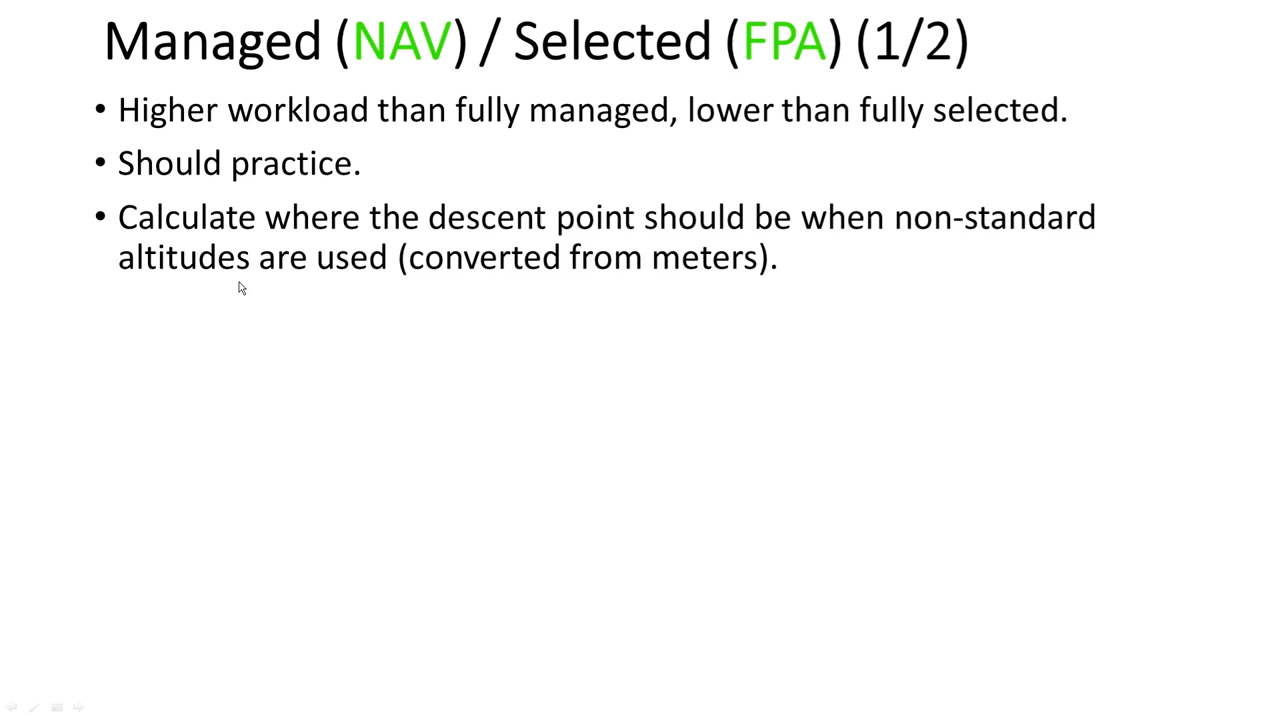 Managed (NAV) / Selected (FPA) (1/2)
• Higher workload than fully managed, lower than fully selected.
• Should practice.
• Calculate where the descent point should be when non-standard
altitudes are used (converted from meters).